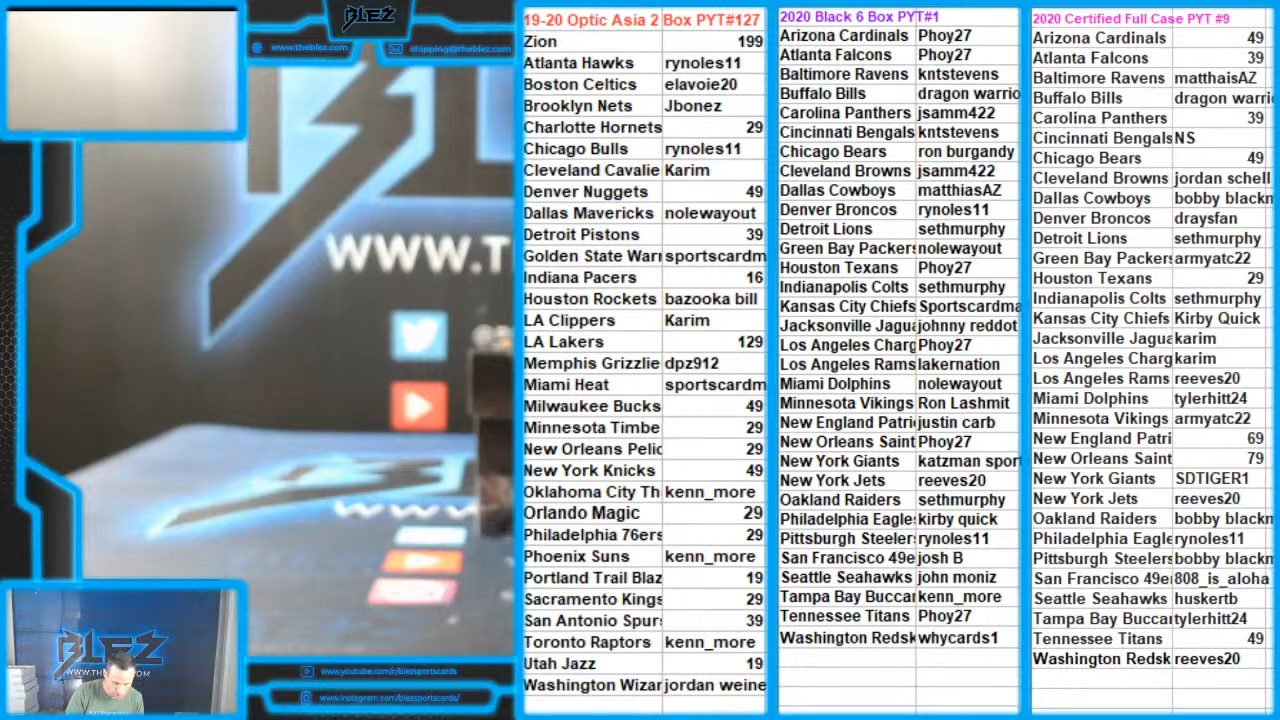 BLEZ
www.theblez.com
shipping@theblez.com
WWW.T
www.
BLEZ
WWW.TH
.COM
www.youtube.com/c/blezsportscards
www.instagram.com/blezsportscards/
19-20 Optic Asia 2 Box PYT#127
Zion 199
Atlanta Hawks rynoles11
Boston Celtics elavoie20
Brooklyn Nets Jbonez
Charlotte Hornets 29
Chicago Bulls rynoles11
Cleveland Cavalie Karim
Denver Nuggets 49
Dallas Mavericks nolewayout
Detroit Pistons 39
Golden State Warr sportscardm
Indiana Pacers 16
Houston Rockets bazooka bill
LA Clippers Karim
LA Lakers 129
Memphis Grizzlie dpz912
Miami Heat sportscardm
Milwaukee Bucks 49
Minnesota Timbe 29
New Orleans Pelic 29
New York Knicks 49
Oklahoma City Th kenn_more
Orlando Magic 29
Philadelphia 76ers 29
Phoenix Suns kenn_more
Portland Trail Blaz 19
Sacramento Kings 29
San Antonio Spurs 39
Toronto Raptors kenn_more
Utah Jazz 19
Washington Wizar jordan weine
2020 Black 6 Box PYT#1
Arizona Cardinals Phoy27
Atlanta Falcons Phoy27
Baltimore Ravens kntstevens
Buffalo Bills dragon warrio
Carolina Panthers jsamm422
Cincinnati Bengals kntstevens
Chicago Bears ron burgandy
Cleveland Browns jsamm422
Dallas Cowboys matthiasAZ
Denver Broncos rynoles11
Detroit Lions sethmurphy
Green Bay Packers nolewayout
Houston Texans Phoy27
Indianapolis Colts sethmurphy
Kansas City Chiefs Sportscardma
Jacksonville Jagua johnny reddot
Los Angeles Charg Phoy27
Los Angeles Rams lakernation
Miami Dolphins nolewayout
Minnesota Vikings Ron Lashmit
New England Patri justin carb
New Orleans Saint Phoy27
New York Giants katzman sport
New York Jets reeves20
Oakland Raiders sethmurphy
Philadelphia Eagles kirby quick
Pittsburgh Steelers rynoles11
San Francisco 49e josh B
Seattle Seahawks john moniz
Tampa Bay Buccar kenn_more
Tennessee Titans Phoy27
Washington Redsk whycards1
2020 Certified Full Case PYT #9
Arizona Cardinals 49
Atlanta Falcons 39
Baltimore Ravens matthaisAZ
Buffalo Bills dragon warrio
Carolina Panthers 39
Cincinnati Bengals NS
Chicago Bears 49
Cleveland Browns jordan schell
Dallas Cowboys bobby blackn
Denver Broncos draysfan
Detroit Lions sethmurphy
Green Bay Packers armyatc22
Houston Texans 29
Indianapolis Colts sethmurphy
Kansas City Chiefs Kirby Quick
Jacksonville Jagua karim
Los Angeles Charg karim
Los Angeles Rams reeves20
Miami Dolphins tylerhitt24
Minnesota Vikings armyatc22
New England Patri 69
New Orleans Saint 79
New York Giants SDTIGER1
New York Jets reeves20
Oakland Raiders bobby blackn
Philadelphia Eagle rynoles11
Pittsburgh Steelers bobby blackn
San Francisco 49er 808_is_aloha
Seattle Seahawks huskertb
Tampa Bay Buccar tylerhitt24
Tennessee Titans 49
Washington Redsk reeves20